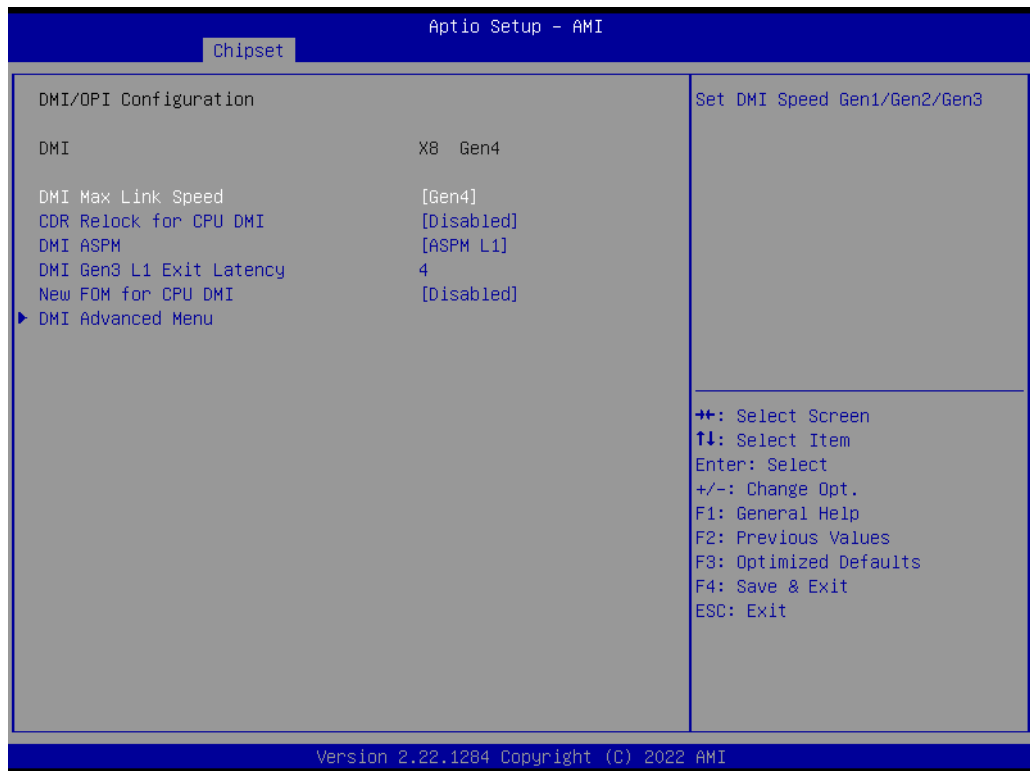 Aptio Setup – AMI
Chipset
DMI/OPI Configuration
DMI X8 Gen4
DMI Max Link Speed [Gen4]
CDR Relock for CPU DMI [Disabled]
DMI ASPM [ASPM L1]
DMI Gen3 L1 Exit Latency 4
New FOM for CPU DMI [Disabled]
▶ DMI Advanced Menu
Set DMI Speed Gen1/Gen2/Gen3
→←: Select Screen
↑↓: Select Item
Enter: Select
+/-: Change Opt.
F1: General Help
F2: Previous Values
F3: Optimized Defaults
F4: Save & Exit
ESC: Exit
Version 2.22.1284 Copyright (C) 2022 AMI